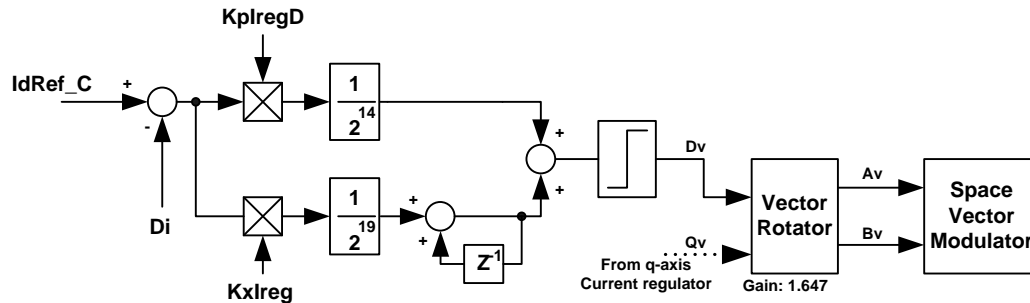 KpIregD
IdRef_C
+
-
Di
1
2^14
KxIreg
1
2^19
+
+
Z^-1
+
+
Dv
Qv
From q-axis
Current regulator
Vector
Rotator
Gain: 1.647
Av
Bv
Space
Vector
Modulator